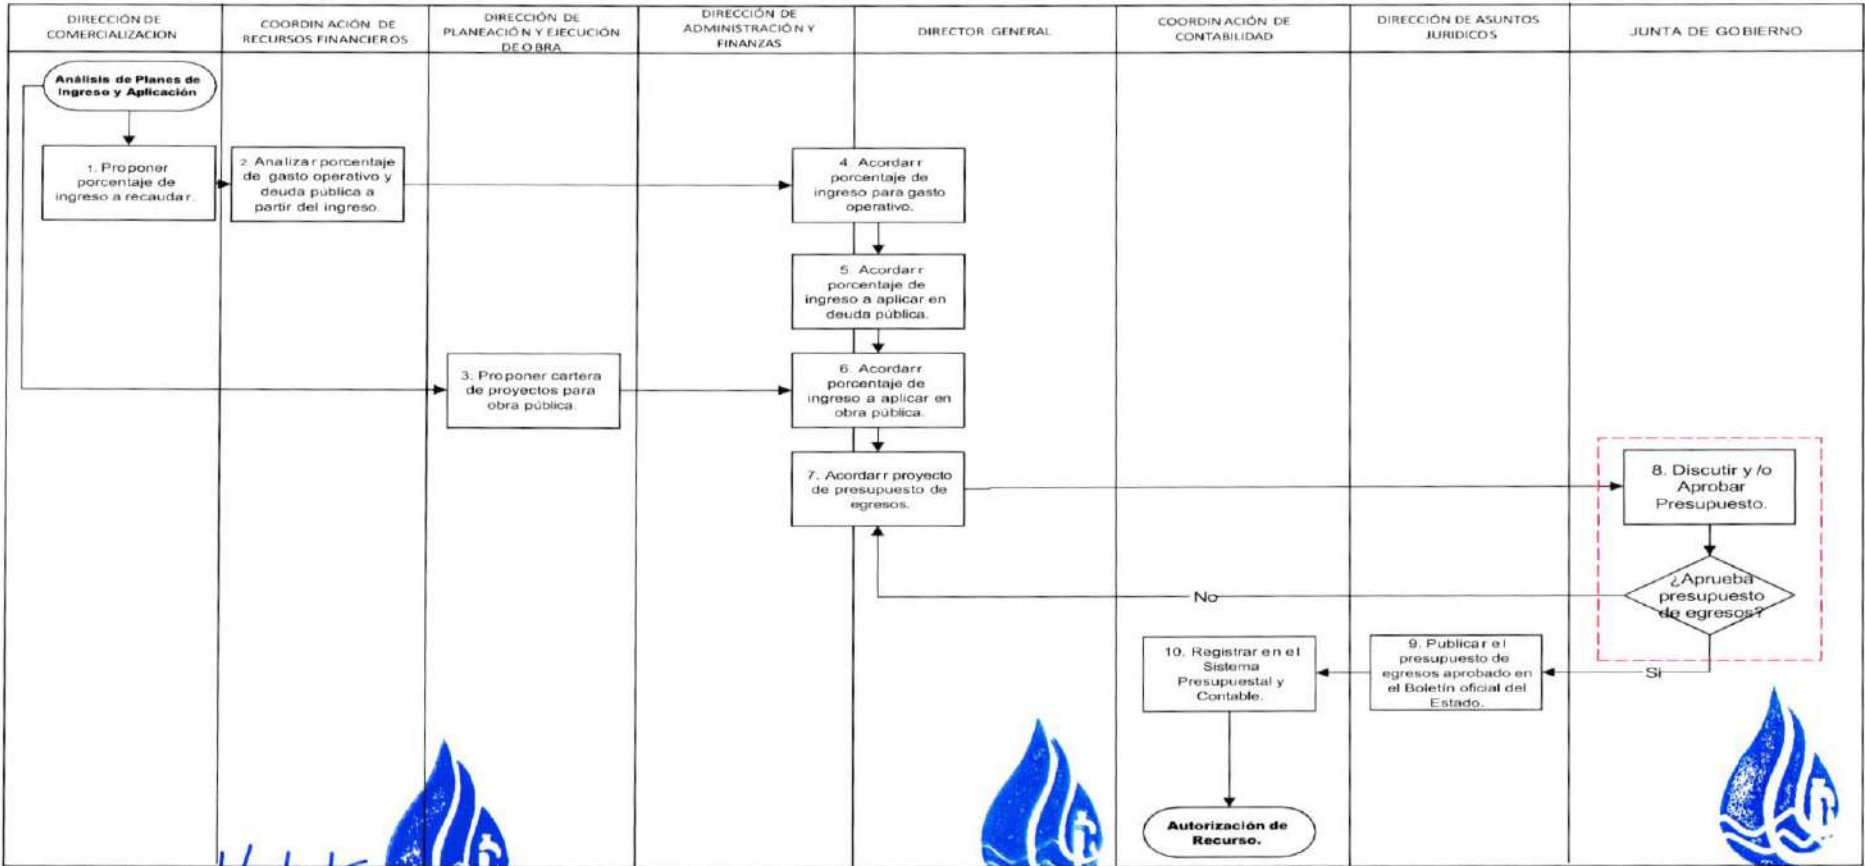 DIRECCIÓN DE
COMERCIALIZACION
COORDINACIÓN DE
RECURSOS FINANCIEROS
DIRECCIÓN DE
PLANEACIÓN Y EJECUCIÓN
DE OBRA
DIRECCIÓN DE
ADMINISTRACIÓN Y
FINANZAS
DIRECTOR GENERAL
COORDINACIÓN DE
CONTABILIDAD
DIRECCIÓN DE ASUNTOS
JURIDICOS
JUNTA DE GOBIERNO
Análisis de Planes de
Ingreso y Aplicación
1. Proponer
porcentaje de
ingreso a recaudar.
2. Analizar porcentaje
de gasto operativo y
deuda pública a
partir del ingreso.
4. Acordarr
porcentaje de
ingreso para gasto
operativo.
5. Acordarr
porcentaje de
ingreso a aplicar en
deuda pública.
3. Proponer cartera
de proyectos para
obra pública.
6. Acordarr
porcentaje de
ingreso a aplicar en
obra pública.
7. Acordarr proyecto
de presupuesto de
egresos.
8. Discutir y /o
Aprobar
Presupuesto.
¿Aprueba
presupuesto
de egresos?
No
Si
9. Publicar el
presupuesto de
egresos aprobado en
el Boletín oficial del
Estado.
10. Registrar en el
Sistema
Presupuestal y
Contable.
Autorización de
Recurso.